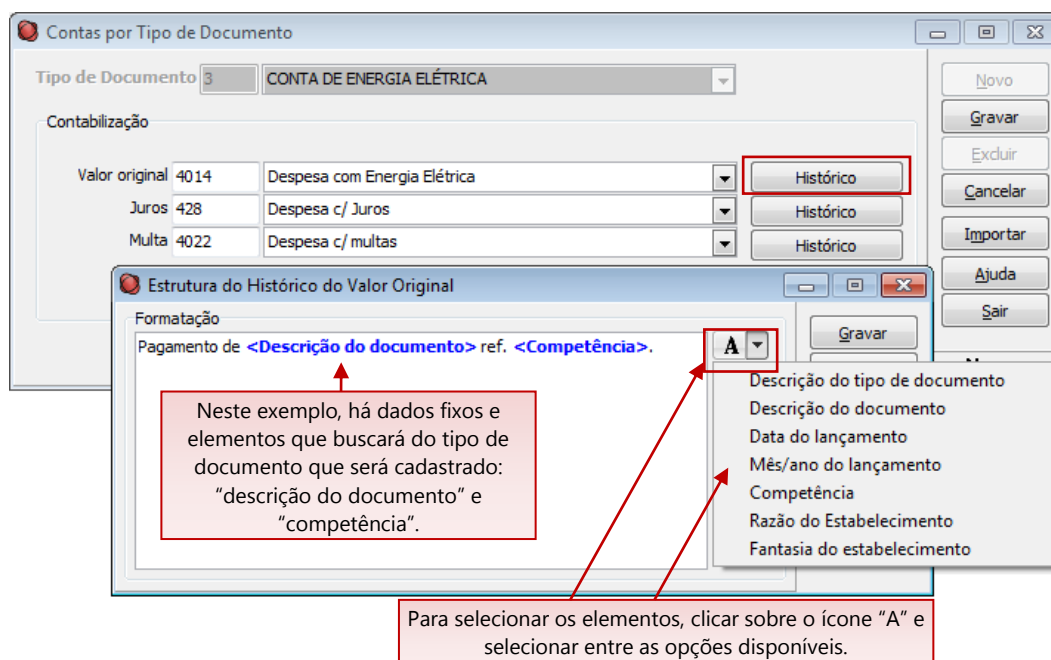 Contas por Tipo de Documento
Tipo de Documento 3 CONTA DE ENERGIA ELÉTRICA
Novo
Contabilização
Gravar
Excluir
Valor original 4014 Despesa com Energia Elétrica Histórico
Cancelar
Juros 428 Despesa c/ Juros Histórico
Importar
Multa 4022 Despesa c/ multas Histórico
Ajuda
Sair
Estrutura do Histórico do Valor Original
Formatação
Gravar
Pagamento de <Descrição do documento> ref. <Competência>.
A
Descrição do tipo de documento
Descrição do documento
Data do lançamento
Mês/ano do lançamento
Competência
Razão do Estabelecimento
Fantasia do estabelecimento
Neste exemplo, há dados fixos e
elementos que buscará do tipo de
documento que será cadastrado:
“descrição do documento” e
“competência”.
Para selecionar os elementos, clicar sobre o ícone “A” e
selecionar entre as opções disponíveis.